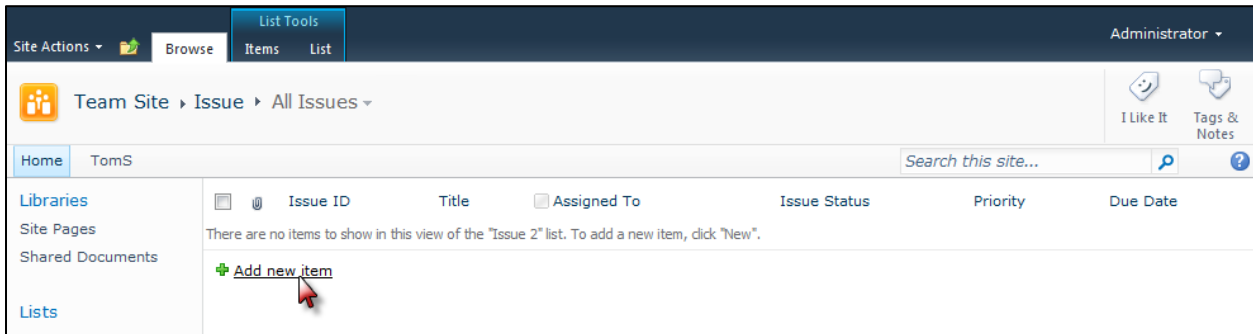 List Tools
Site Actions Browse Items List Administrator
Team Site Issue All Issues
I Like It Tags &
Notes
Home TomS Search this site...
Libraries Issue ID Title Assigned To Issue Status Priority Due Date
Site Pages There are no items to show in this view of the "Issue 2" list. To add a new item, click "New".
Shared Documents
Add new item
Lists